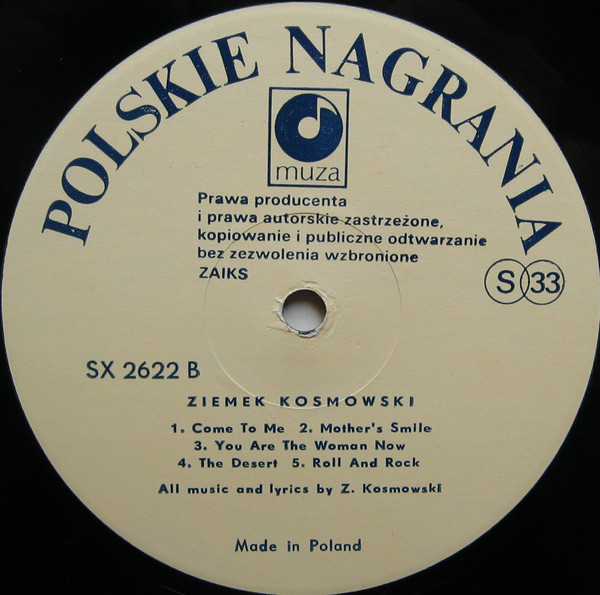 POLSKIE NAGRANIA
muza
Prawa producenta
i prawa autorskie zastrzeżone,
kopiowanie i publiczne odtwarzanie
bez zezwolenia wzbronione
ZAIKS
S 33
SX 2622 B
ZIEMEK KOSMOWSKI
1. Come To Me 2. Mother's Smile
3. You Are The Woman Now
4. The Desert 5. Roll And Rock
All music and lyrics by Z. Kosmowski
Made in Poland